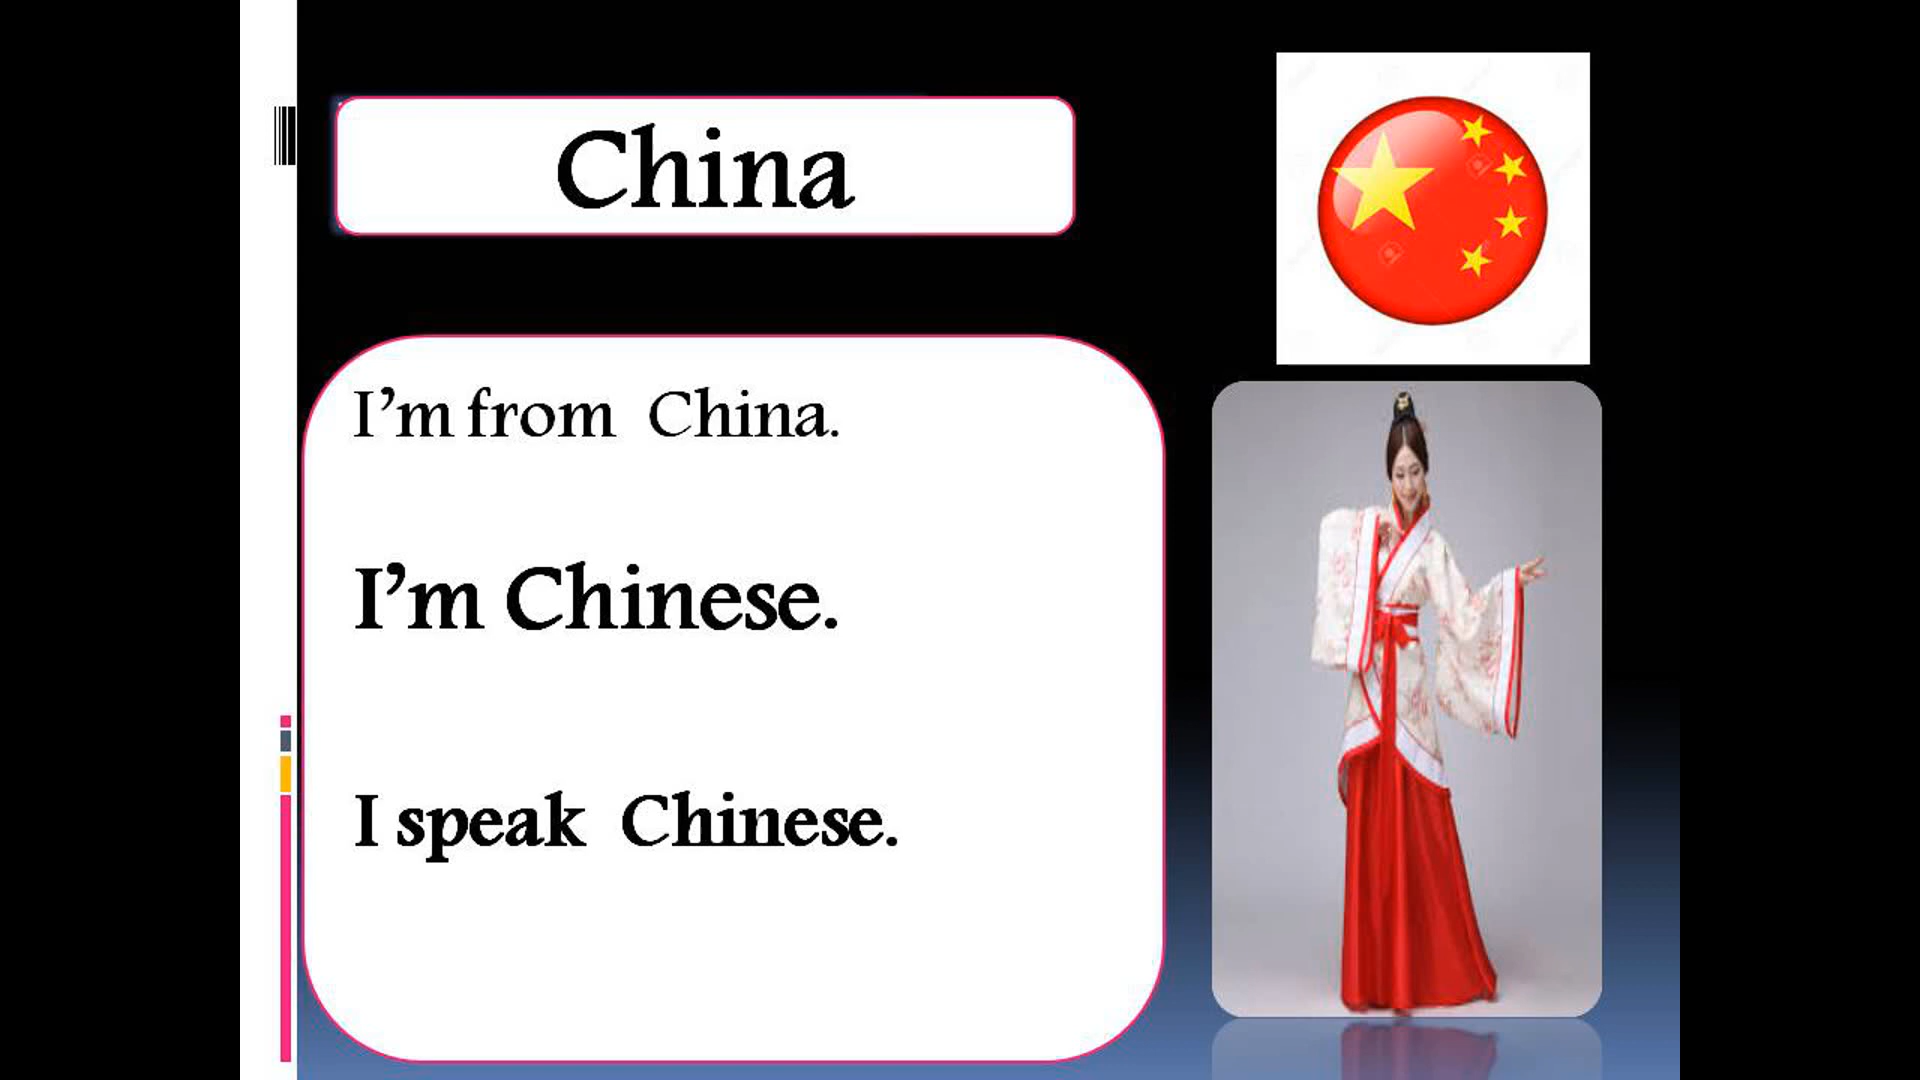 China
I’m from China.
I’m Chinese.
I speak Chinese.